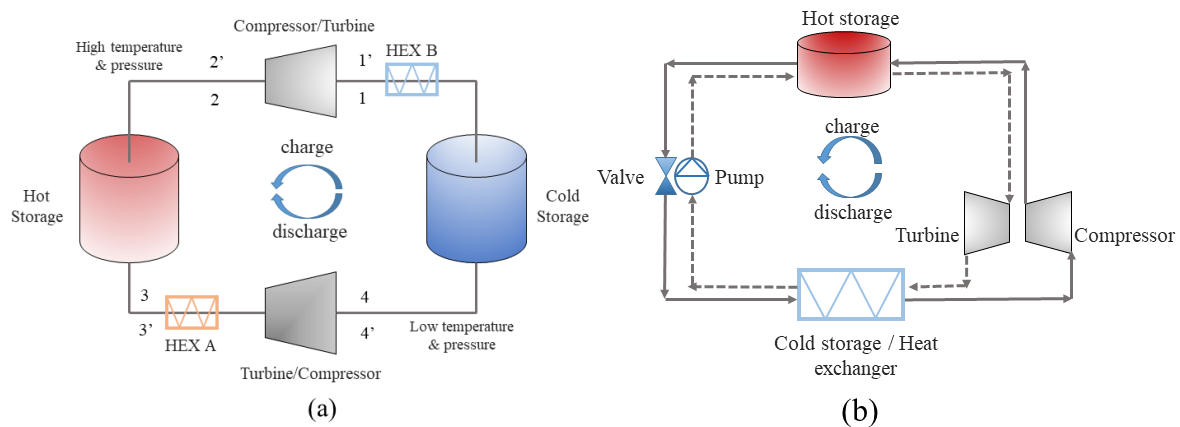 Compressor/Turbine
High temperature
& pressure
2’
1’
HEX B
2
1
charge
discharge
Hot
Storage
Cold
Storage
3
4
3’
4’
HEX A
Low temperature
& pressure
Turbine/Compressor
(a)
Hot storage
charge
Valve
Pump
discharge
Turbine
Compressor
Cold storage / Heat
exchanger
(b)